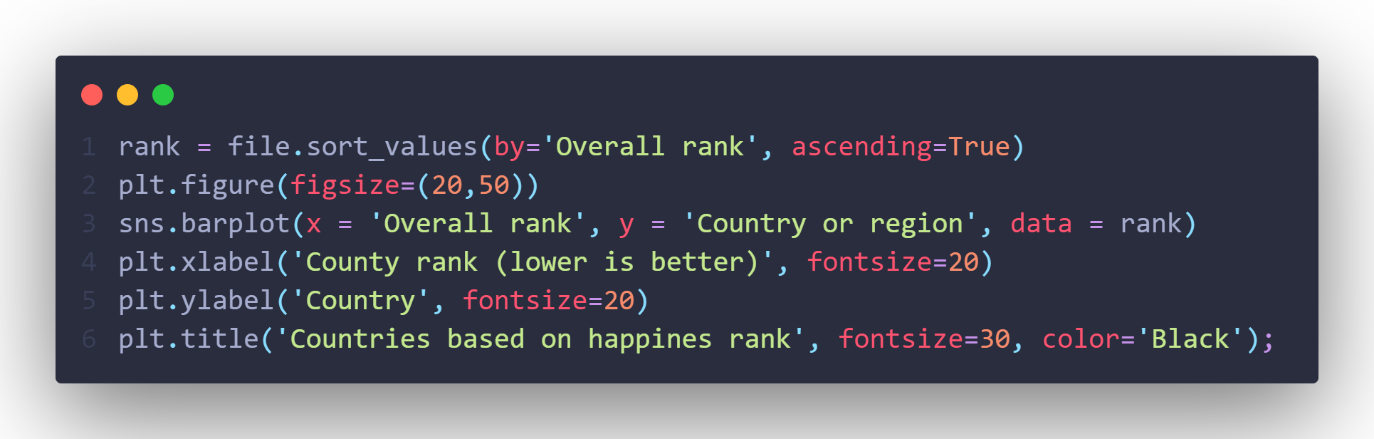 1 rank = file.sort_values(by='Overall rank', ascending=True)
2 plt.figure(figsize=(20,50))
3 sns.barplot(x = 'Overall rank', y = 'Country or region', data = rank)
4 plt.xlabel('County rank (lower is better)', fontsize=20)
5 plt.ylabel('Country', fontsize=20)
6 plt.title('Countries based on happines rank', fontsize=30, color='Black');